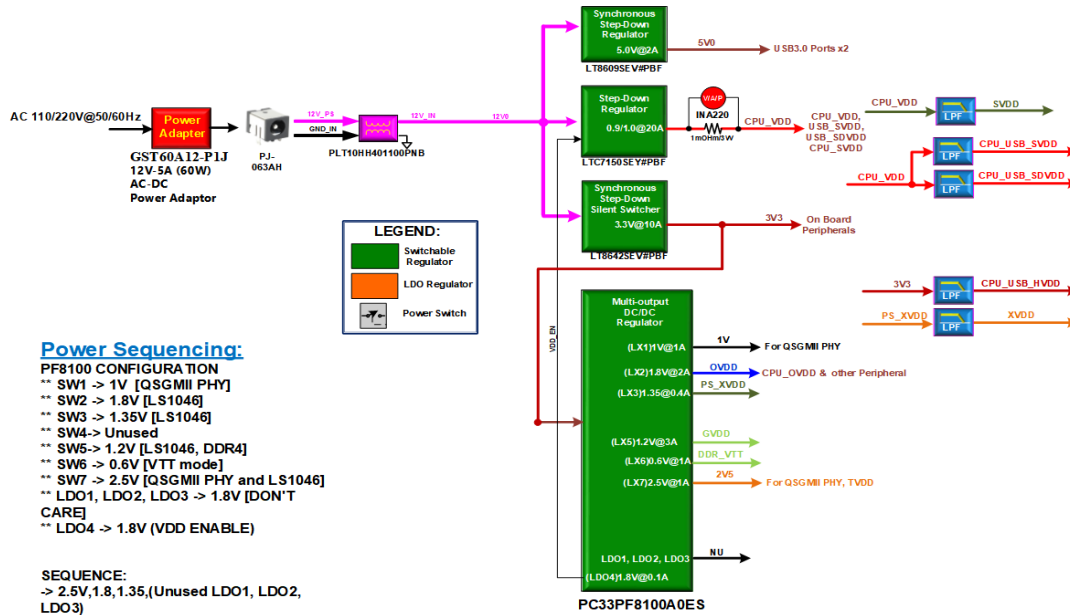 Synchronous
Step-Down
Regulator
5.0V@2A
LT8609SEV#PBF
5V0
USB3.0 Ports x2
AC 110/220V@50/60Hz
Power
Adapter
GST60A12-P1J
12V-5A (60W)
AC-DC
Power Adaptor
PJ-
063AH
12V_PS
GND_IN
PLT10HH401100PNB
12V_IN
12V0
Step-Down
Regulator
0.9/1.0@20A
LTC7150SEY#PBF
V/A/P
INA220
1mOhm/3W
CPU_VDD
CPU_VDD,
USB_SVDD,
USB_SDVDD
CPU_SVDD
CPU_VDD
LPF
SVDD
CPU_VDD
LPF
CPU_USB_SVDD
LPF
CPU_USB_SDVDD
Synchronous
Step-Down
Silent Switcher
3.3V@10A
LT8642SEV#PBF
3V3
On Board
Peripherals
3V3
LPF
CPU_USB_HVDD
PS_XVDD
LPF
XVDD
LEGEND:
Switchable
Regulator
LDO Regulator
Power Switch
VDD_EN
Multi-output
DC/DC
Regulator
(LX1)1V@1A
1V
For QSGMII PHY
(LX2)1.8V@2A
OVDD
CPU_OVDD & other Peripheral
(LX3)1.35@0.4A
PS_XVDD
(LX5)1.2V@3A
GVDD
(LX6)0.6V@1A
DDR_VTT
(LX7)2.5V@1A
2V5
For QSGMII PHY, TVDD
LDO1, LDO2, LDO3
NU
(LDO4)1.8V@0.1A
PC33PF8100A0ES
Power Sequencing:
PF8100 CONFIGURATION
** SW1 -> 1V [QSGMII PHY]
** SW2 -> 1.8V [LS1046]
** SW3 -> 1.35V [LS1046]
** SW4-> Unused
** SW5-> 1.2V [LS1046, DDR4]
** SW6 -> 0.6V [VTT mode]
** SW7 -> 2.5V [QSGMII PHY and LS1046]
** LDO1, LDO2, LDO3 -> 1.8V [DON'T
CARE]
** LDO4 -> 1.8V (VDD ENABLE)
SEQUENCE:
-> 2.5V,1.8,1.35,(Unused LDO1, LDO2,
LDO3)